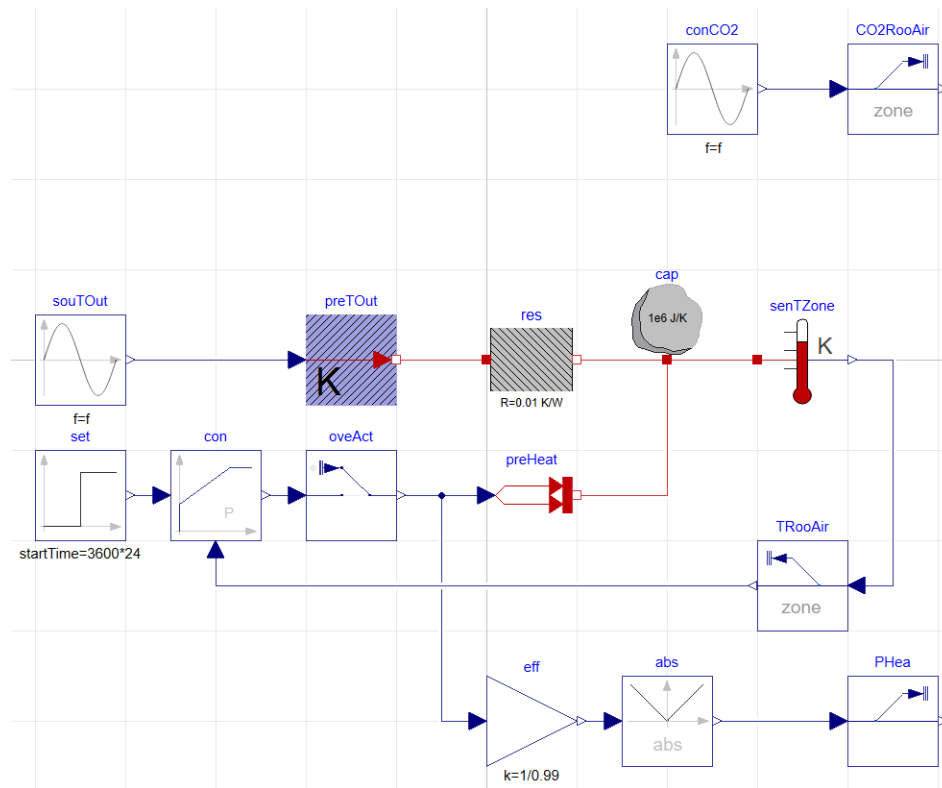 conCO2
CO2RooAir
zone
f=f
souTOut
preTOut
res
cap
senTZone
1e6 J/K
K
K
R=0.01 K/W
f=f
set
con
oveAct
preHeat
P
startTime=3600*24
TRooAir
zone
eff
abs
PHea
abs
k=1/0.99